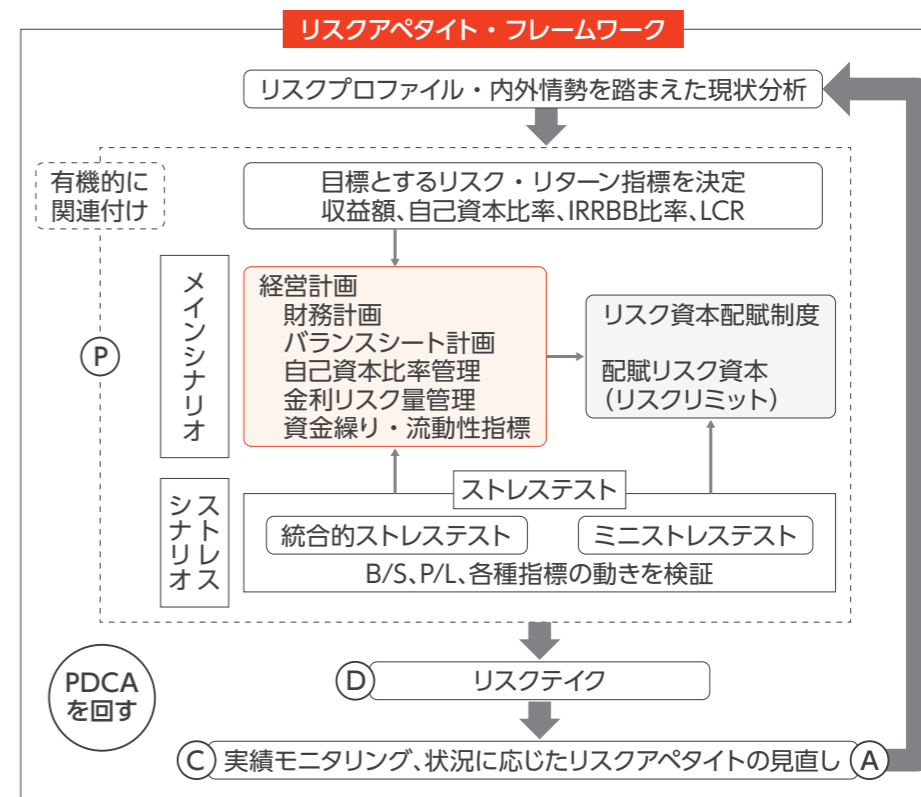 リスクアペタイト・フレームワーク
リスクプロファイル・内外情勢を踏まえた現状分析
有機的に
関連付け
目標とするリスク・リターン指標を決定
収益額、自己資本比率、IRRBB比率、LCR
P
メインシナリオ
経営計画
財務計画
バランスシート計画
自己資本比率管理
金利リスク量管理
資金繰り・流動性指標
リスク資本配賦制度
配賦リスク資本
（リスクリミット）
ストレス
シナリオ
ストレステスト
統合的ストレステスト
ミニストレステスト
B/S、P/L、各種指標の動きを検証
D
リスクテイク
PDCA
を回す
C
実績モニタリング、状況に応じたリスクアペタイトの見直し
A